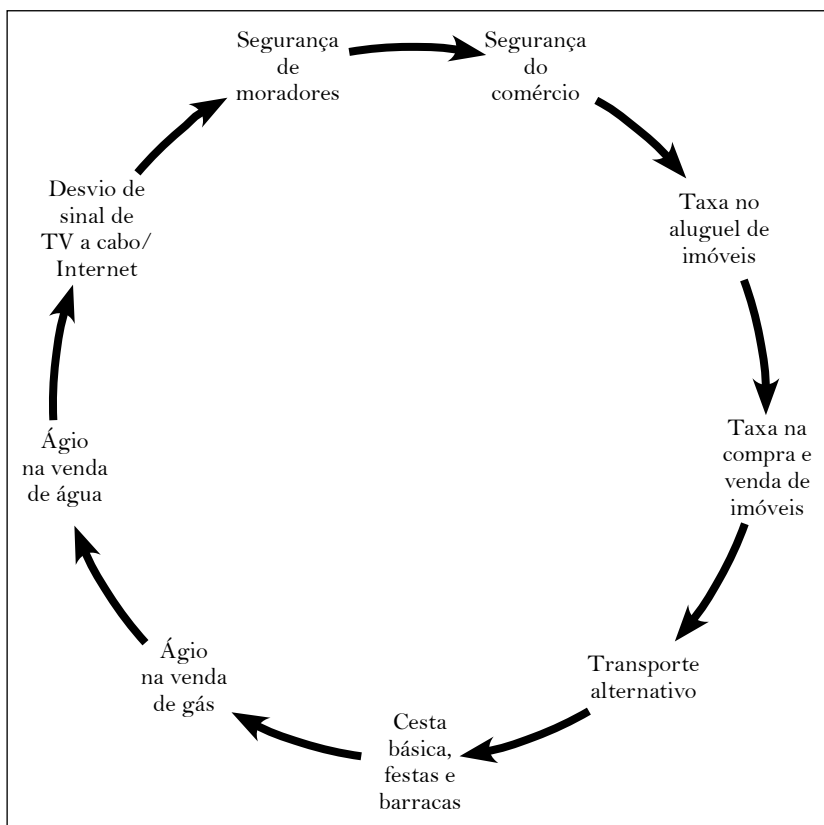 Segurança
de
moradores
Segurança
do
comércio
Taxa no
aluguel de
imóveis
Taxa na
compra e
venda de
imóveis
Transporte
alternativo
Cesta
básica,
festas e
barracas
Ágio
na venda
de gás
Ágio
na venda
de água
Desvio de
sinal de
TV a cabo/
Internet